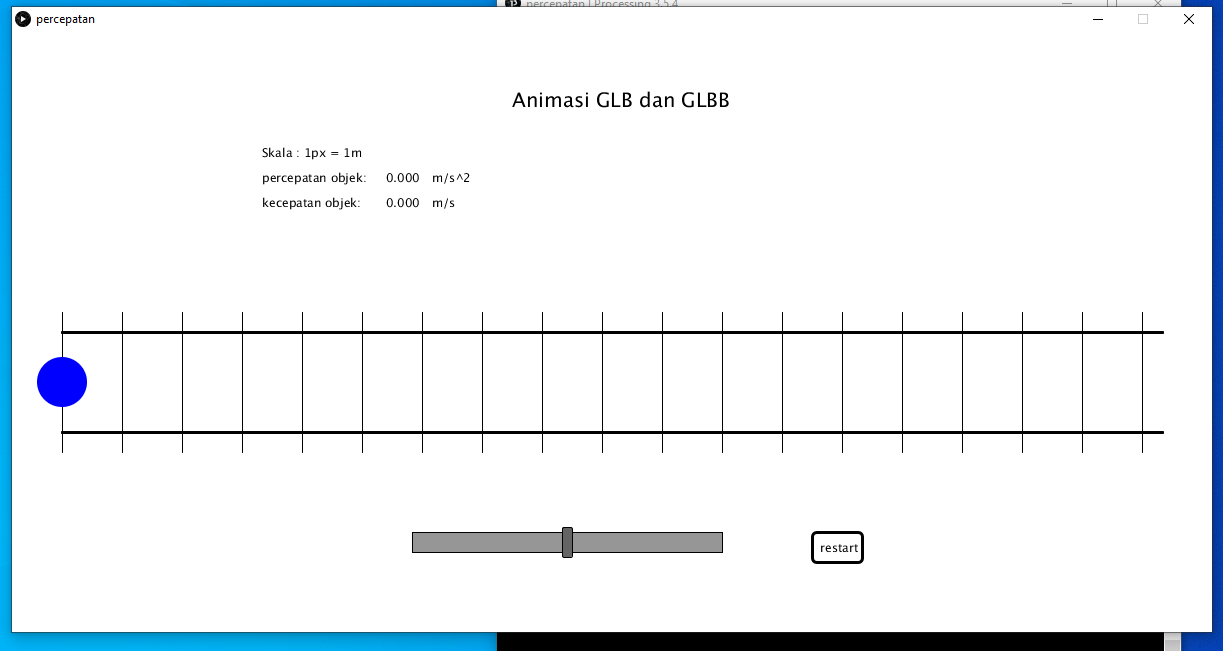 percepatan | Processing 3.5.4
percepatan
Animasi GLB dan GLBB
Skala : 1px = 1m
percepatan objek: 0.000 m/s^2
kecepatan objek: 0.000 m/s
restart